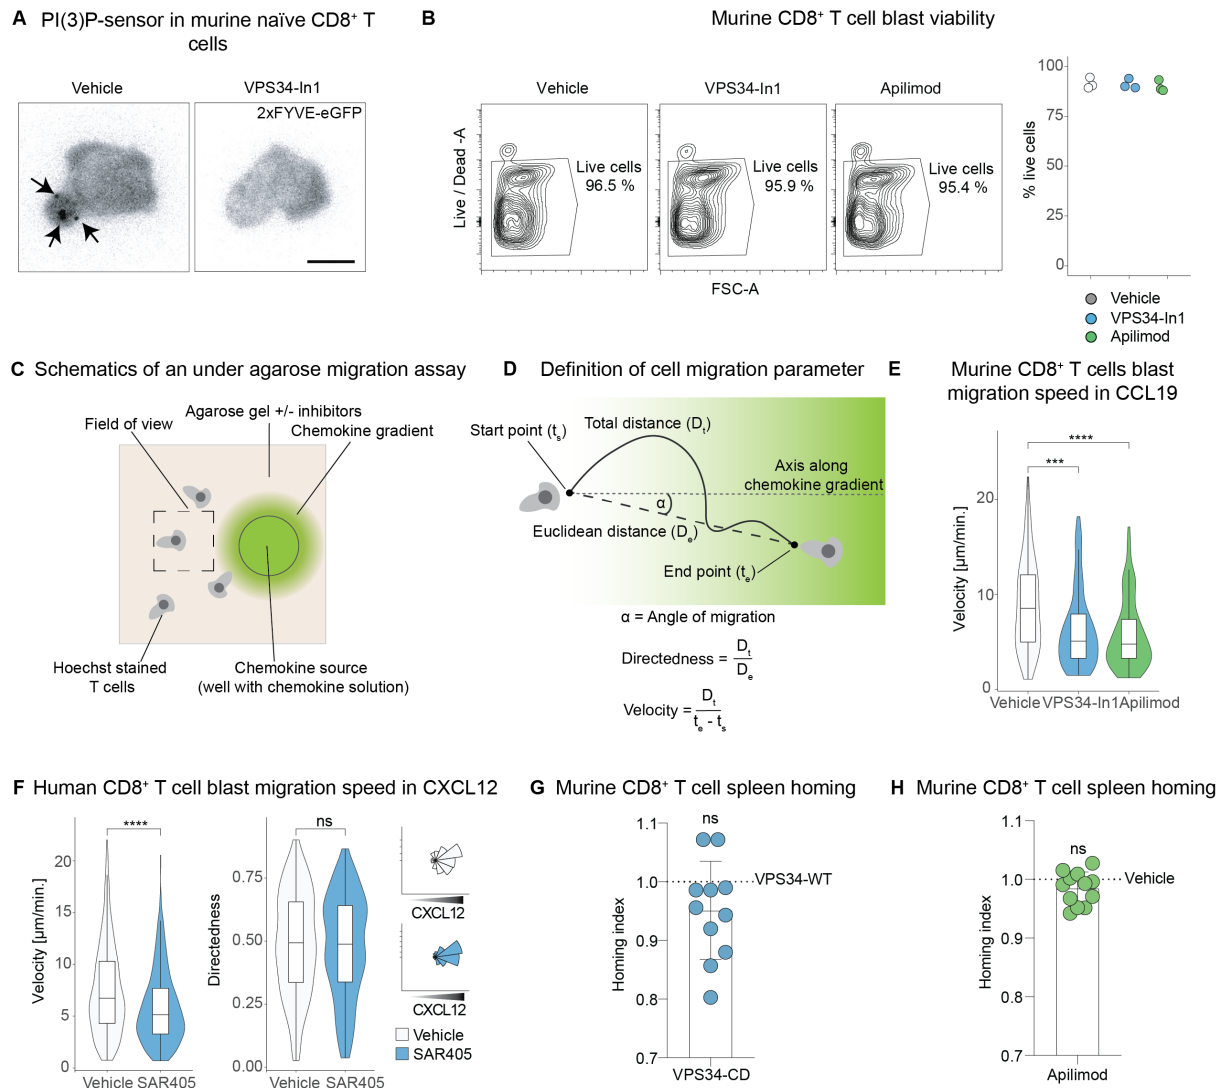 A PI(3)P-sensor in murine naïve CD8⁺ T
cells
Vehicle
VPS34-In1
2xFYVE-eGFP
B Murine CD8⁺ T cell blast viability
Vehicle
VPS34-In1
Apilimod
Live / Dead -A
Live cells
96.5 %
Live cells
95.9 %
Live cells
95.4 %
FSC-A
% live cells
100
75
50
25
0
Vehicle
VPS34-In1
Apilimod
C Schematics of an under agarose migration assay
Agarose gel +/- inhibitors
Field of view
Chemokine gradient
Hoechst stained
T cells
Chemokine source
(well with chemokine solution)
D Definition of cell migration parameter
Start point (tₛ)
Total distance (Dₜ)
Axis along
chemokine gradient
α
Euclidean distance (Dₑ)
End point (tₑ)
α = Angle of migration
Directedness = Dₜ
Dₑ
Velocity = Dₜ
tₑ - tₛ
E Murine CD8⁺ T cells blast
migration speed in CCL19
****
***
Velocity [µm/min.]
20
10
0
Vehicle VPS34-In1 Apilimod
F Human CD8⁺ T cell blast migration speed in CXCL12
****
Velocity [µm/min.]
20
15
10
5
0
Vehicle SAR405
ns
Directedness
0.75
0.50
0.25
0.00
Vehicle SAR405
CXCL12
CXCL12
Vehicle
SAR405
G Murine CD8⁺ T cell spleen homing
ns
Homing index
1.1
1.0
0.9
0.8
0.7
VPS34-WT
VPS34-CD
H Murine CD8⁺ T cell spleen homing
ns
Homing index
1.1
1.0
0.9
0.8
0.7
Vehicle
Apilimod